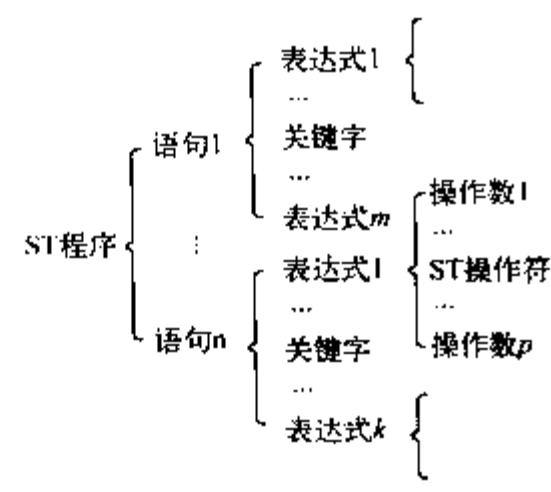 表达式1
...
语句1
关键字
...
表达式m
操作数1
...
ST程序
⋮
表达式1
ST操作符
...
...
语句n
关键字
操作数p
...
表达式k